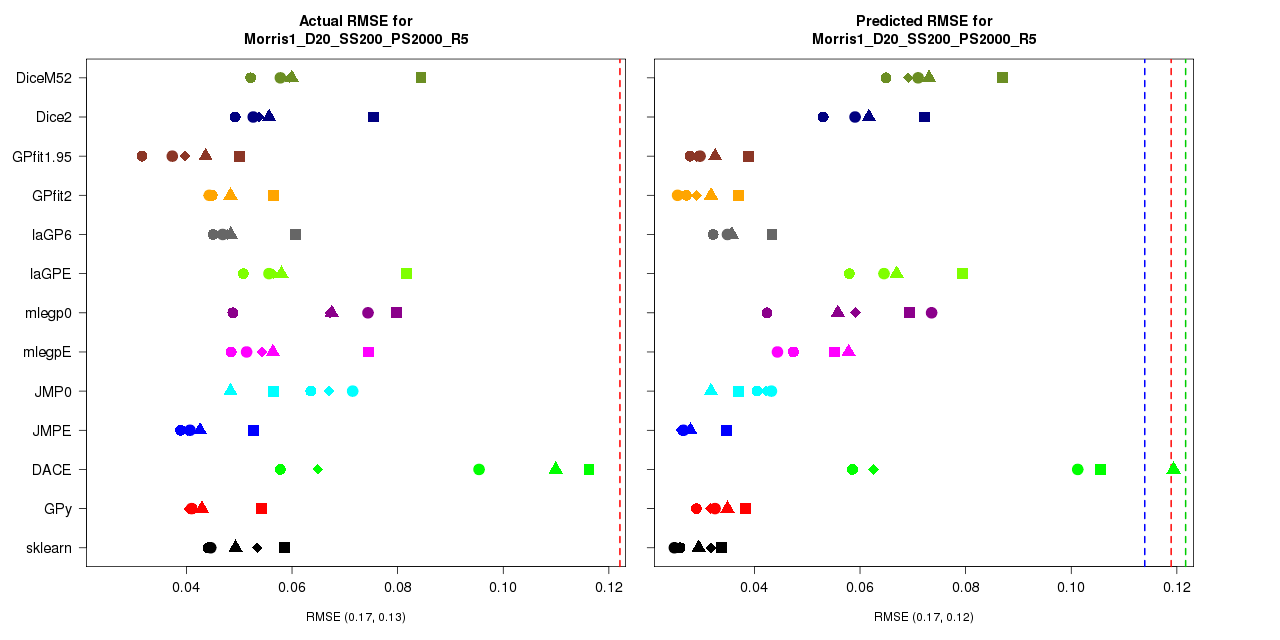 Actual RMSE for
Morris1_D20_SS200_PS2000_R5
Predicted RMSE for
Morris1_D20_SS200_PS2000_R5
DiceM52
Dice2
GPfit1.95
GPfit2
laGP6
laGPE
mlegp0
mlegpE
JMP0
JMPE
DACE
GPy
sklearn
0.04 0.06 0.08 0.10 0.12
0.04 0.06 0.08 0.10 0.12
RMSE (0.17, 0.13)
RMSE (0.17, 0.12)